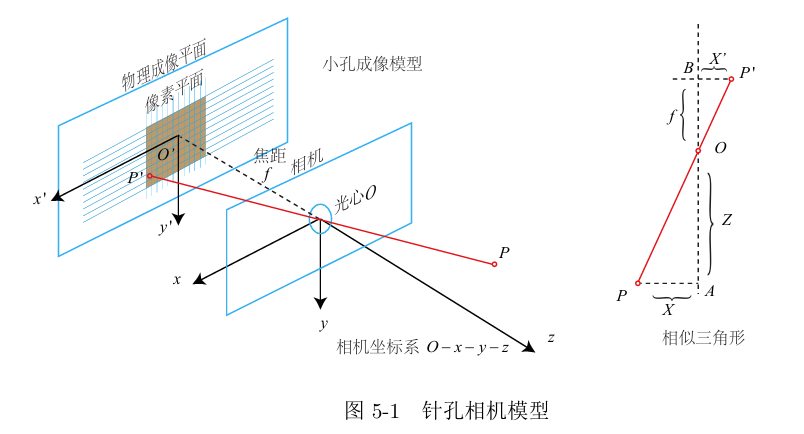 物理成像平面
像素平面
小孔成像模型
O'
P'
x'
y'
焦距
f
相机
光心O
x
y
z
P
相机坐标系 O－x－y－z
B
X'
P'
f
O
Z
P
X
A
相似三角形
图 5-1 针孔相机模型